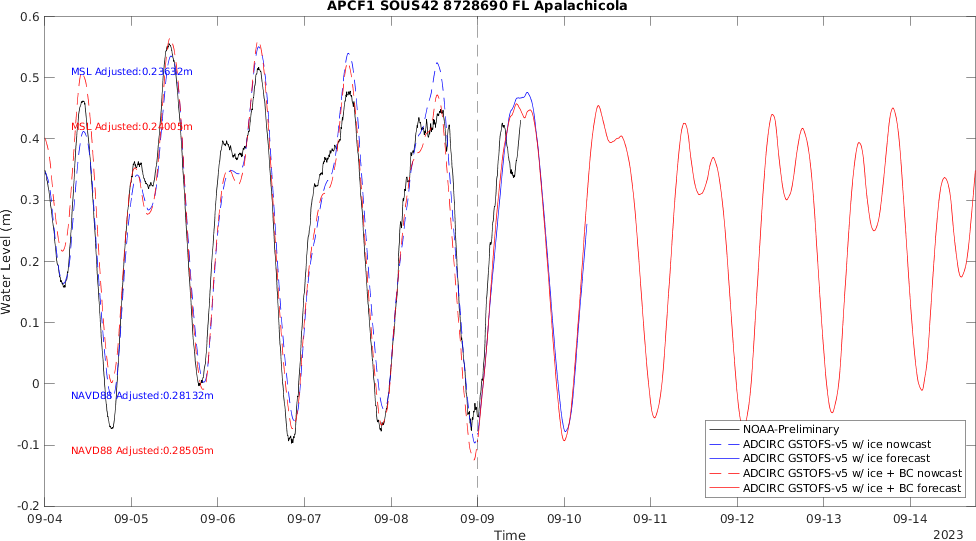 APCF1 SOUS42 8728690 FL Apalachicola
0.6
0.5
0.4
0.3
0.2
0.1
0
-0.1
-0.2
Water Level (m)
MSL Adjusted:0.23632m
MSL Adjusted:0.24005m
NAVD88 Adjusted:0.28132m
NAVD88 Adjusted:0.28505m
NOAA-Preliminary
ADCIRC GSTOFS-v5 w/ ice nowcast
ADCIRC GSTOFS-v5 w/ ice forecast
ADCIRC GSTOFS-v5 w/ ice + BC nowcast
ADCIRC GSTOFS-v5 w/ ice + BC forecast
09-04 09-05 09-06 09-07 09-08 09-09 09-10 09-11 09-12 09-13 09-14
Time
2023